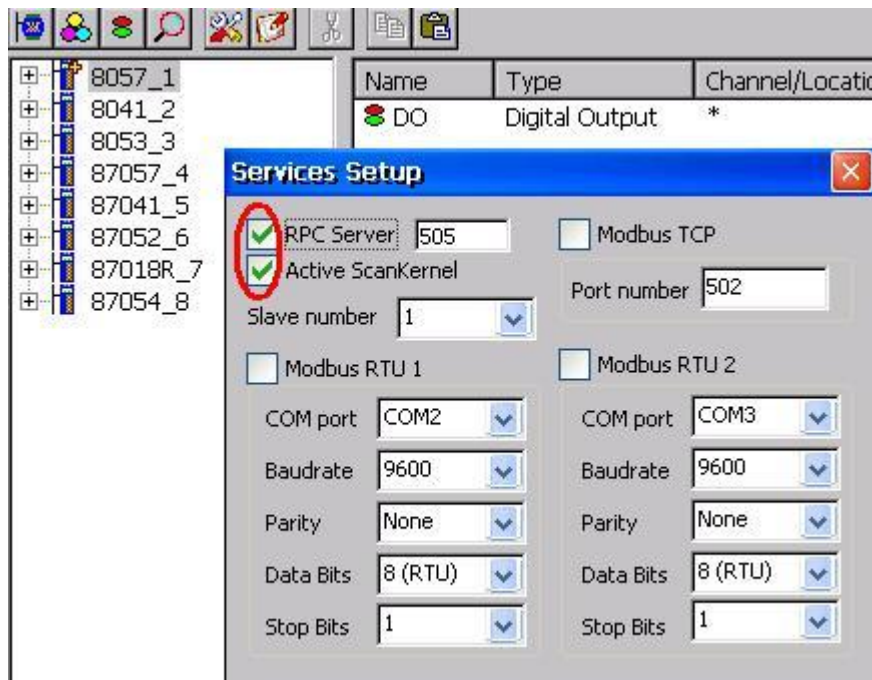 8057_1
8041_2
8053_3
87057_4
87041_5
87052_6
87018R_7
87054_8
Name Type Channel/Locatio
DO Digital Output *
Services Setup
RPC Server 505
Active ScanKernel
Slave number 1
Modbus TCP
Port number 502
Modbus RTU 1
COM port COM2
Baudrate 9600
Parity None
Data Bits 8 (RTU)
Stop Bits 1
Modbus RTU 2
COM port COM3
Baudrate 9600
Parity None
Data Bits 8 (RTU)
Stop Bits 1